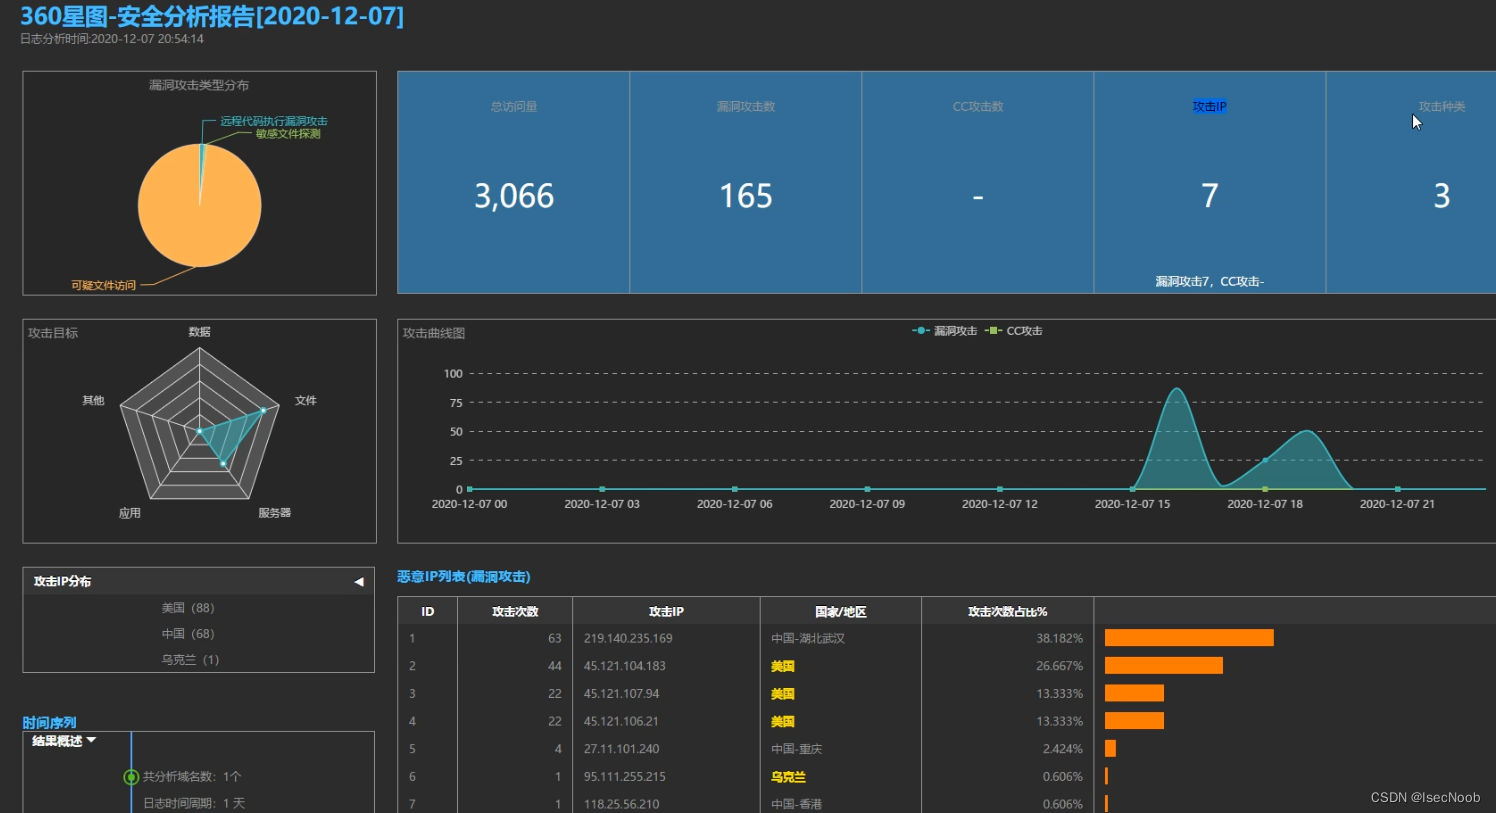 360星图-安全分析报告[2020-12-07]
日志分析时间:2020-12-07 20:54:14
漏洞攻击类型分布
远程代码执行漏洞攻击
敏感文件探测
可疑文件访问
总访问量
3,066
漏洞攻击数
165
CC攻击数
-
攻击IP
7
漏洞攻击7，CC攻击-
攻击种类
3
攻击目标
数据
其他
文件
应用
服务器
攻击曲线图
漏洞攻击 CC攻击
100
75
50
25
0
2020-12-07 00 2020-12-07 03 2020-12-07 06 2020-12-07 09 2020-12-07 12 2020-12-07 15 2020-12-07 18 2020-12-07 21
攻击IP分布
美国（88）
中国（68）
乌克兰（1）
时间序列
结果概述
共分析域名数：1个
日志时间周期：1 天
恶意IP列表(漏洞攻击)
ID 攻击次数 攻击IP 国家/地区 攻击次数占比%
1 63 219.140.235.169 中国-湖北武汉 38.182%
2 44 45.121.104.183 美国 26.667%
3 22 45.121.107.94 美国 13.333%
4 22 45.121.106.21 美国 13.333%
5 4 27.11.101.240 中国-重庆 2.424%
6 1 95.111.255.215 乌克兰 0.606%
7 1 118.25.56.210 中国-香港 0.606%
CSDN @IsecNoob